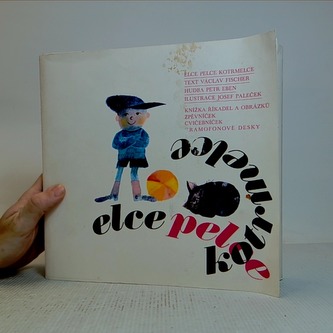 ELCE PELCE KOTRMELCE
TEXT VÁCLAV FISCHER
HUDBA PETR EBEN
ILUSTRACE JOSEF PALEČEK
KNÍŽKA ŘÍKADEL A OBRÁZKŮ
ZPĚVNÍČEK
CVIČEBNÍČEK
GRAMOFONOVÉ DESKY
elce pelce kotrmelce